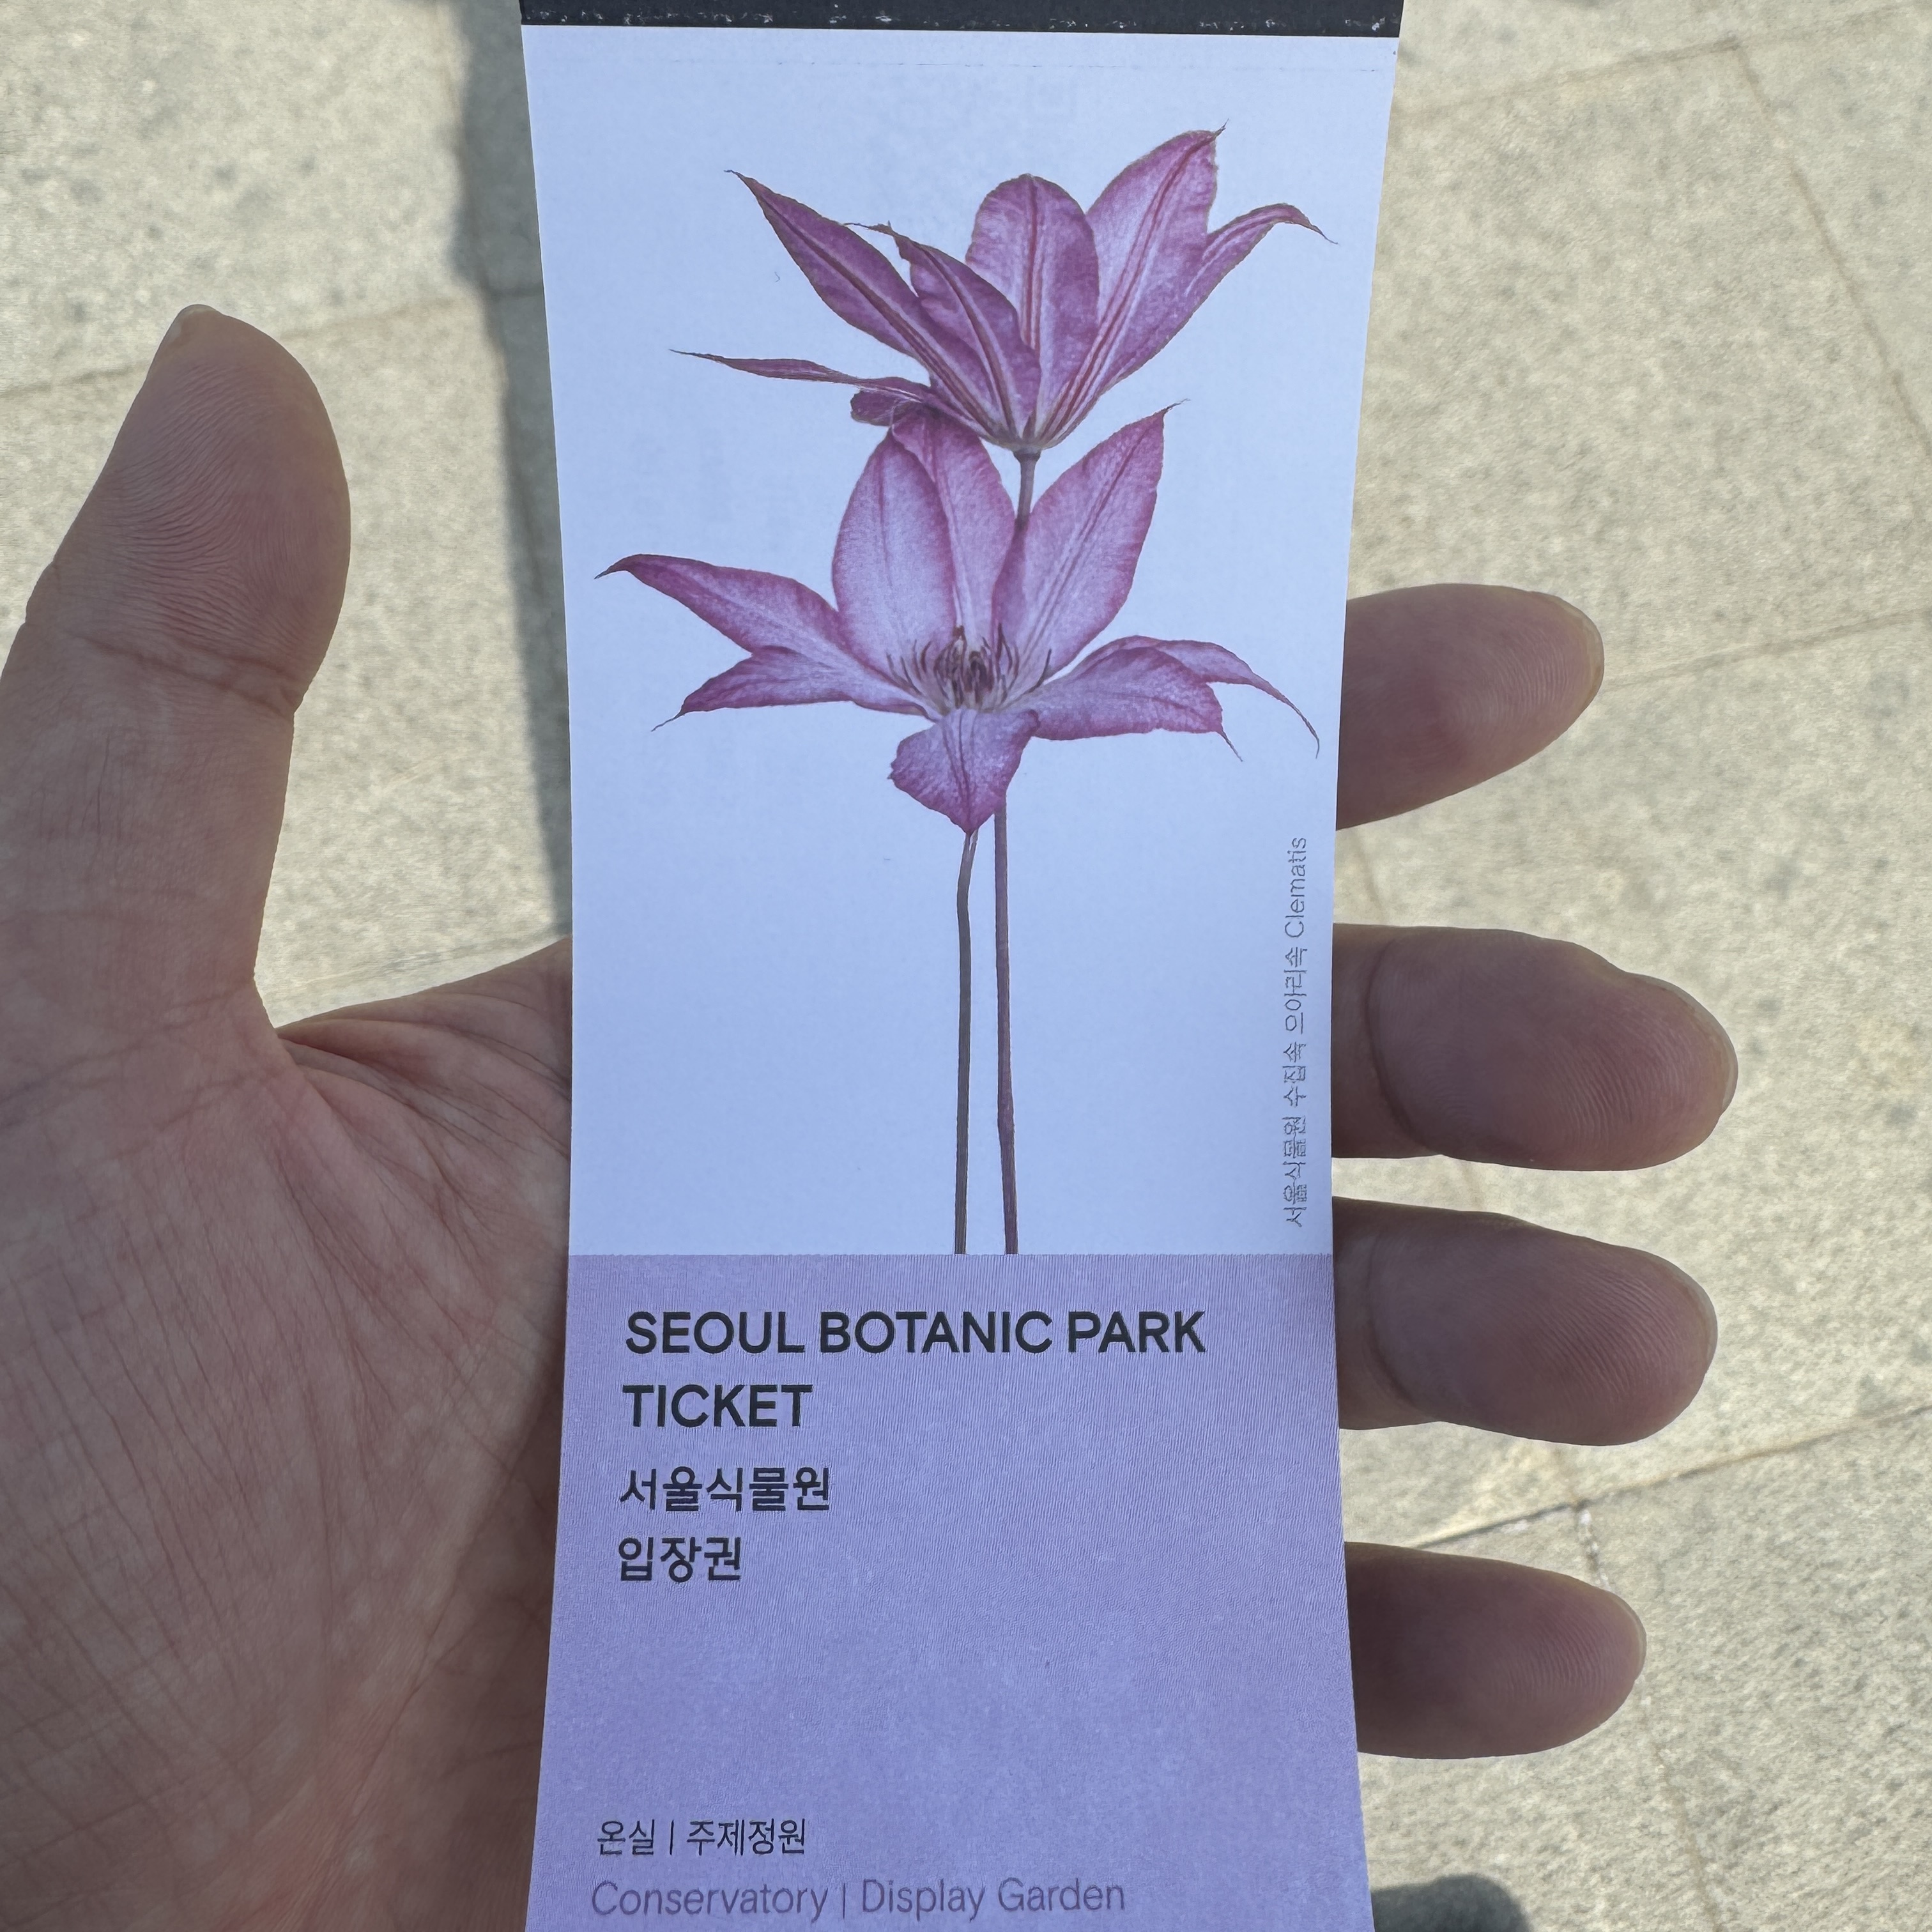 서울식물원 수집속 으아리속 Clematis
SEOUL BOTANIC PARK
TICKET
서울식물원
입장권
온실 | 주제정원
Conservatory | Display Garden